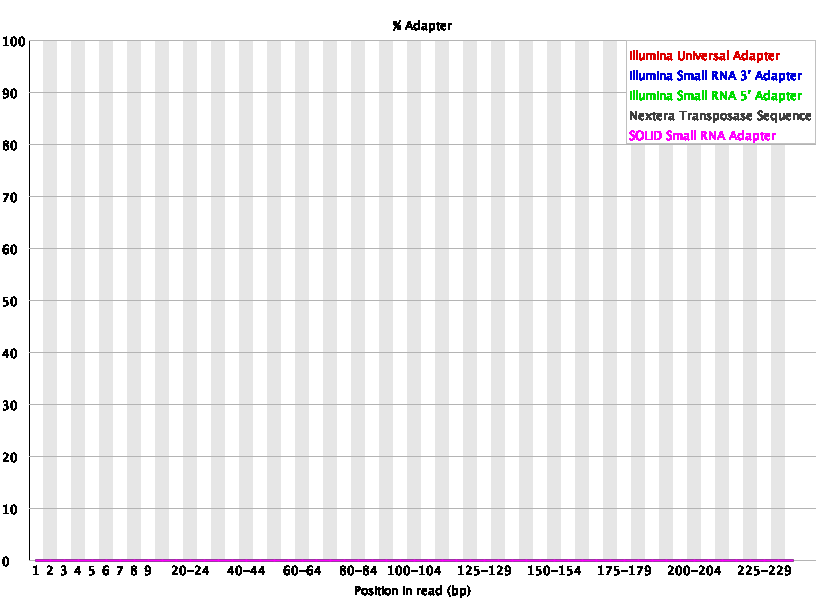 % Adapter
100
90
80
70
60
50
40
30
20
10
0
Illumina Universal Adapter
Illumina Small RNA 3' Adapter
Illumina Small RNA 5' Adapter
Nextera Transposase Sequence
SOLID Small RNA Adapter
1 2 3 4 5 6 7 8 9 20-24 40-44 60-64 80-84 100-104 125-129 150-154 175-179 200-204 225-229
Position in read (bp)